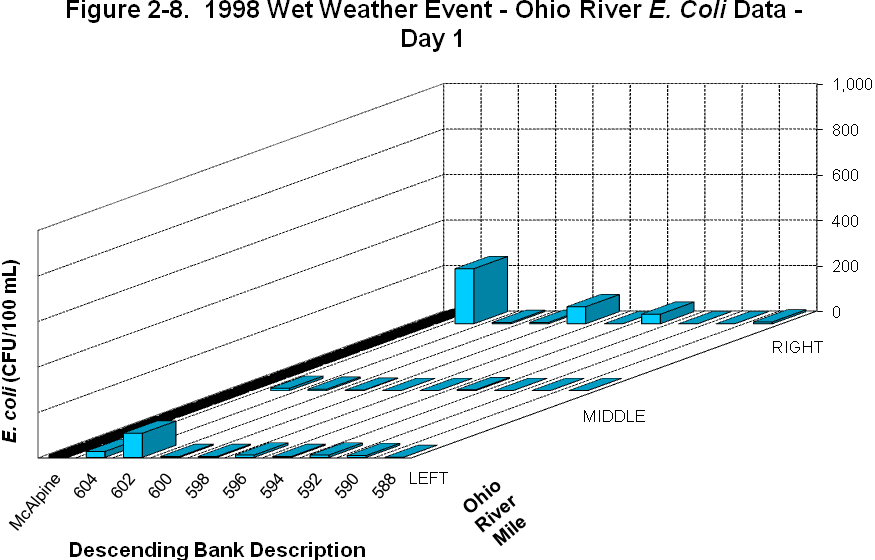 Figure 2-8. 1998 Wet Weather Event - Ohio River E. Coli Data -
Day 1
1,000
800
600
400
200
0
E. coli (CFU/100 mL)
RIGHT
MIDDLE
LEFT
McAlpine
604
602
600
598
596
594
592
590
588
Ohio
River
Mile
Descending Bank Description